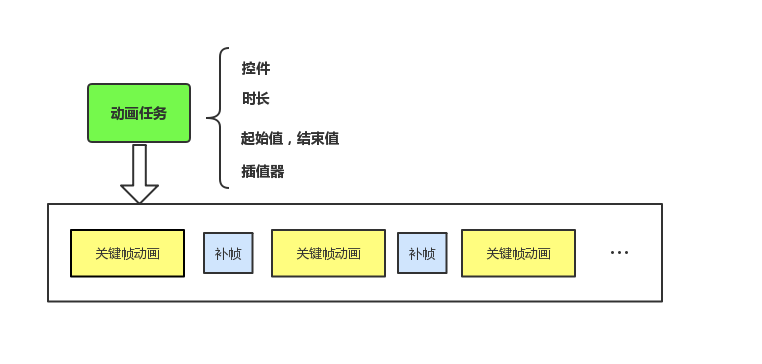 控件
时长
动画任务
起始值，结束值
插值器
关键帧动画
补帧
关键帧动画
补帧
关键帧动画
...